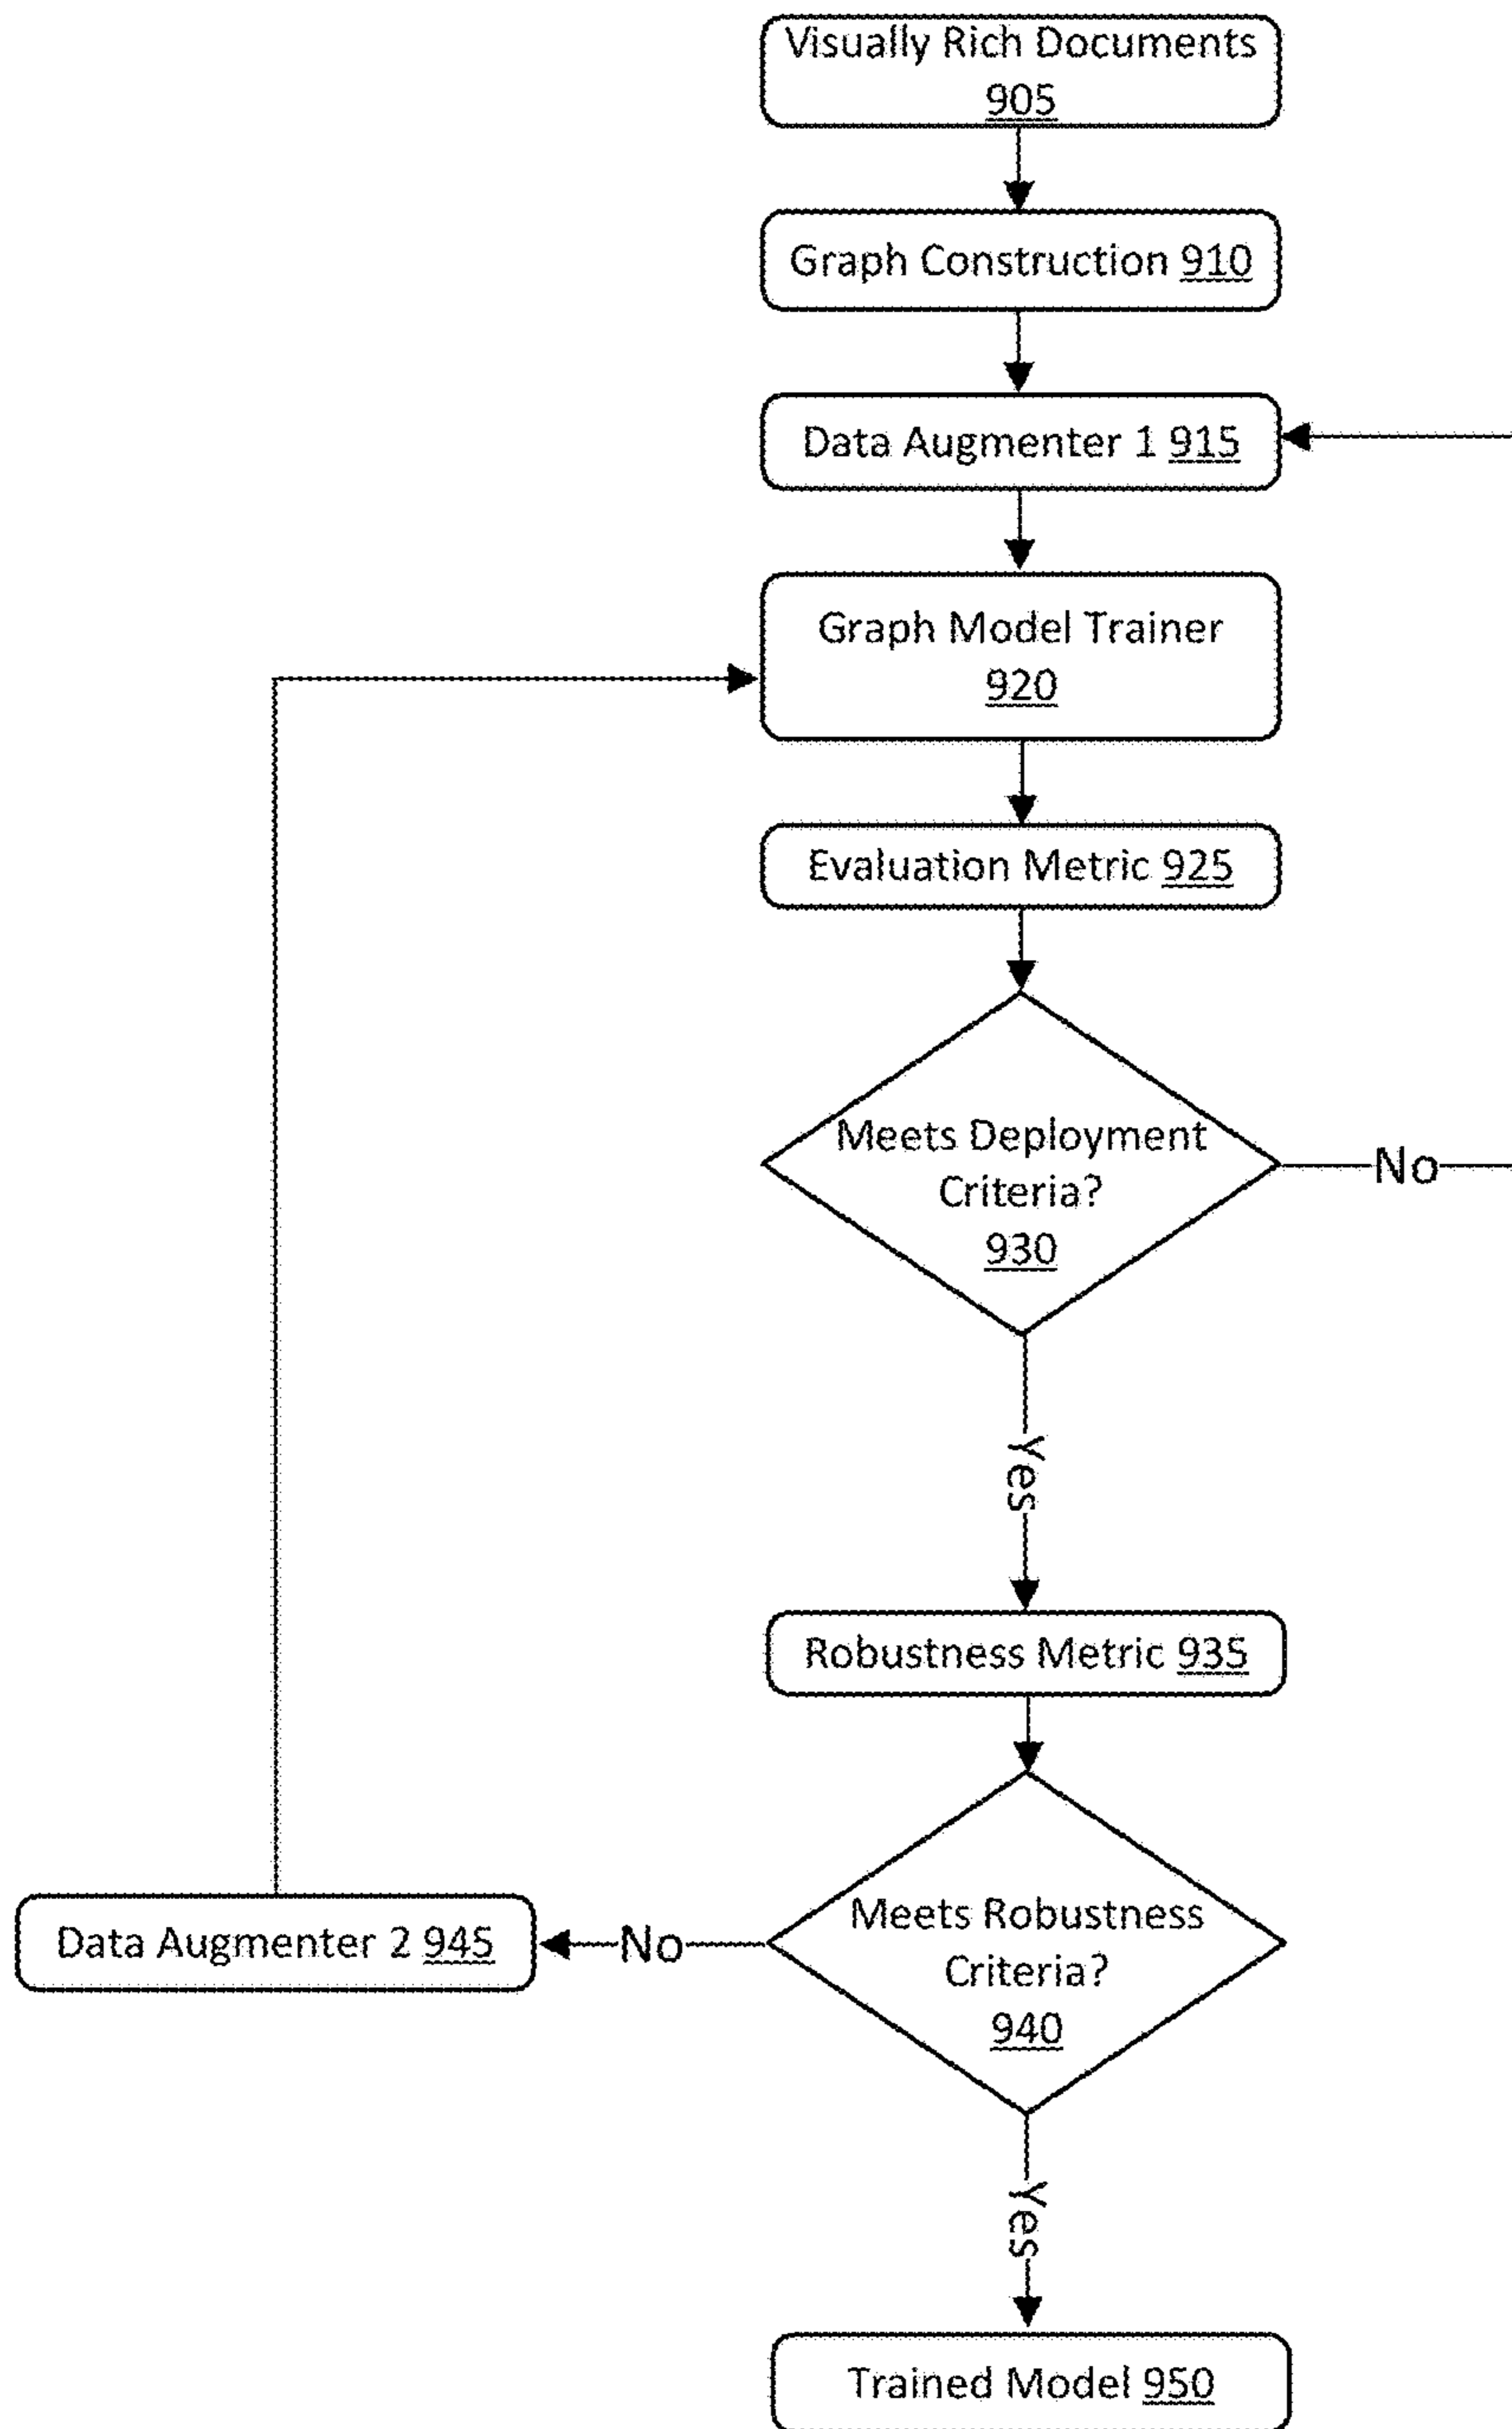 Visually Rich Documents
905
Graph Construction 910
Data Augmenter 1 915
Graph Model Trainer
920
Evaluation Metric 925
Meets Deployment
Criteria?
930
No
Yes
Robustness Metric 935
Meets Robustness
Criteria?
940
No
Data Augmenter 2 945
Yes
Trained Model 950